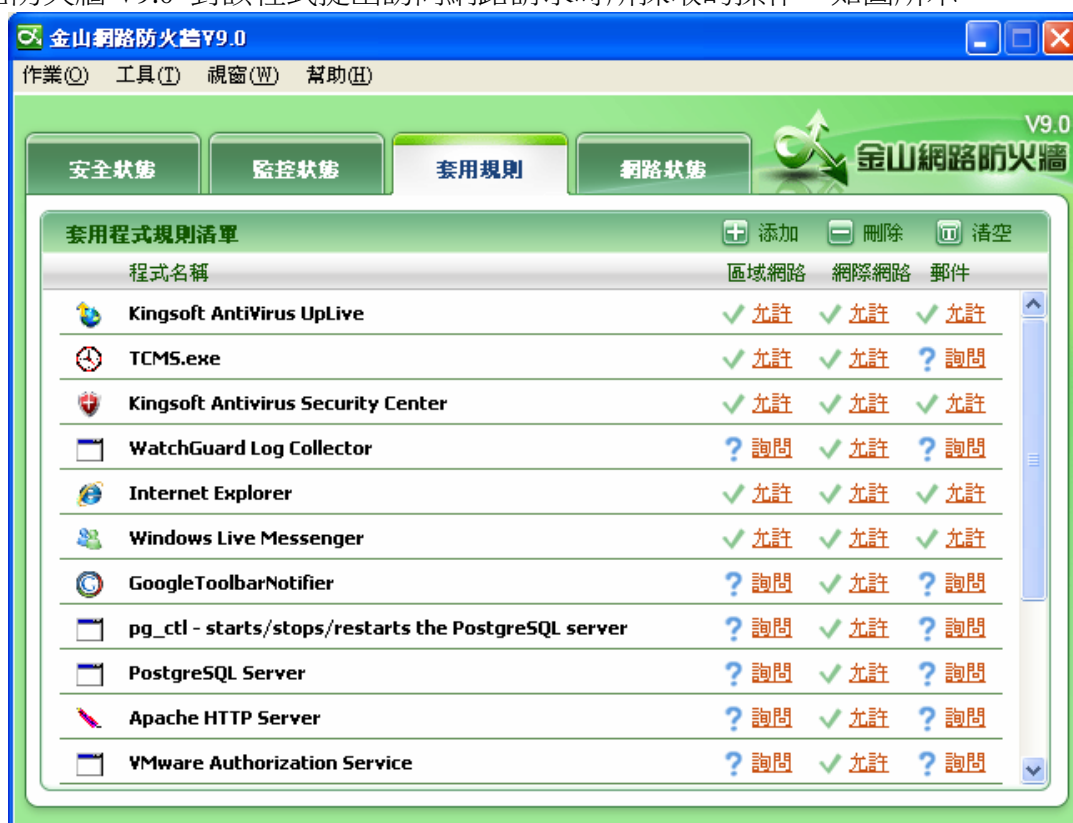 金山網路防火牆V9.0
作業(O) 工具(T) 視窗(W) 幫助(H)
V9.0
金山網路防火牆
安全狀態 監控狀態 套用規則 網路狀態
套用程式規則清單 添加 刪除 清空
程式名稱 區域網路 網際網路 郵件
Kingsoft AntiVirus UpLive 允許 允許 允許
TCMS.exe 允許 允許 詢問
Kingsoft Antivirus Security Center 允許 允許 允許
WatchGuard Log Collector 詢問 允許 詢問
Internet Explorer 允許 允許 允許
Windows Live Messenger 允許 允許 允許
GoogleToolbarNotifier 詢問 允許 詢問
pg_ctl - starts/stops/restarts the PostgreSQL server 詢問 允許 詢問
PostgreSQL Server 詢問 允許 詢問
Apache HTTP Server 詢問 允許 詢問
VMware Authorization Service 詢問 允許 詢問